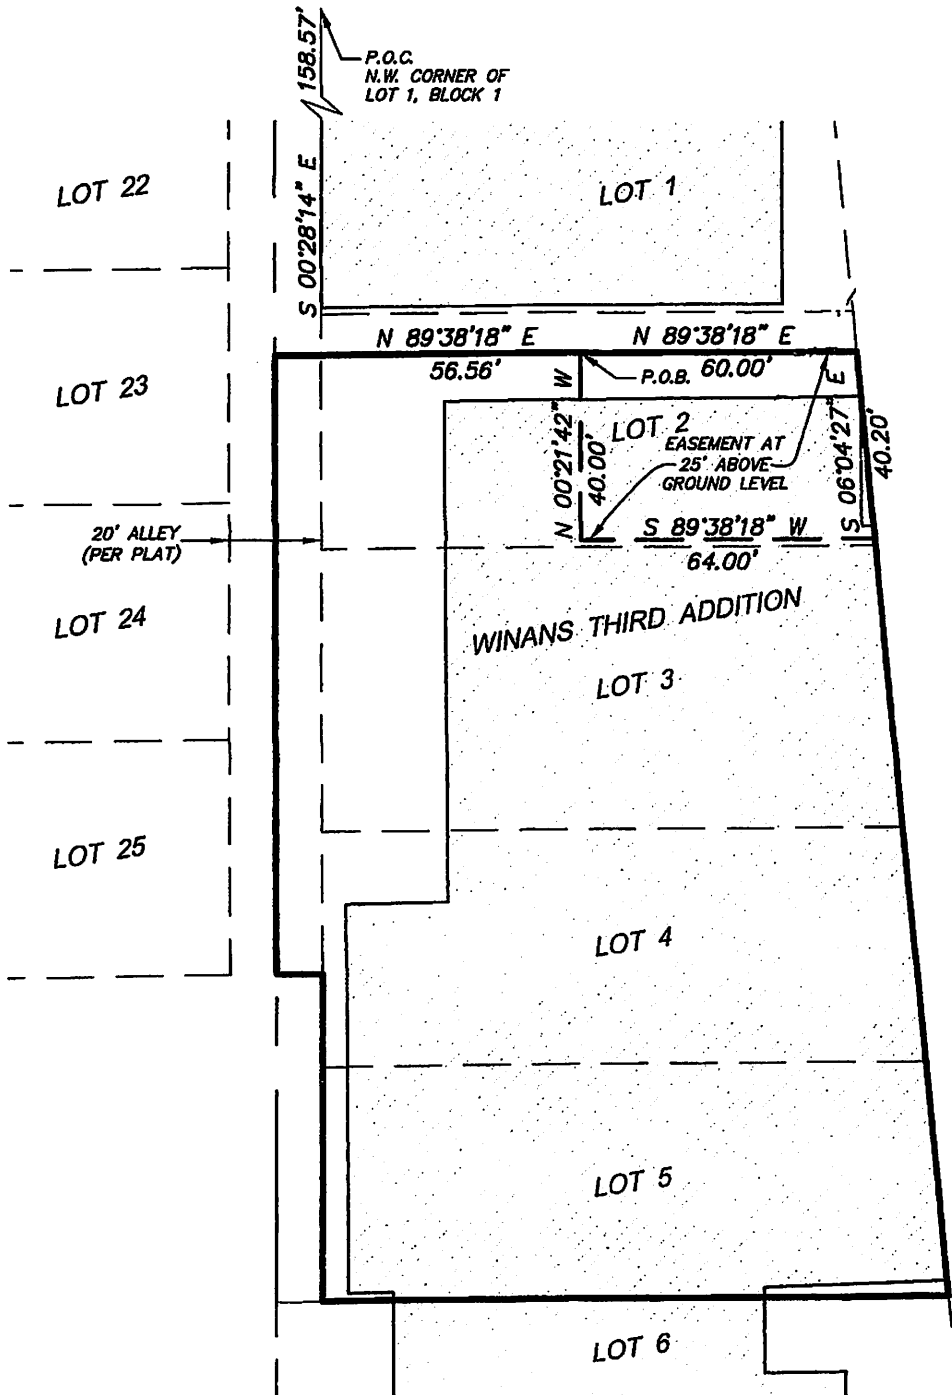 158.57'
P.O.C.
N.W. CORNER OF
LOT 1, BLOCK 1
S 00°28'14" E
LOT 22
LOT 1
N 89°38'18" E
N 89°38'18" E
56.56'
60.00'
P.O.B.
LOT 23
N 00°21'42" W
40.00'
LOT 2
EASEMENT AT
25' ABOVE
GROUND LEVEL
S 06°04'27" E
40.20'
20' ALLEY
(PER PLAT)
S 89°38'18" W
64.00'
LOT 24
WINANS THIRD ADDITION
LOT 3
LOT 25
LOT 4
LOT 5
LOT 6